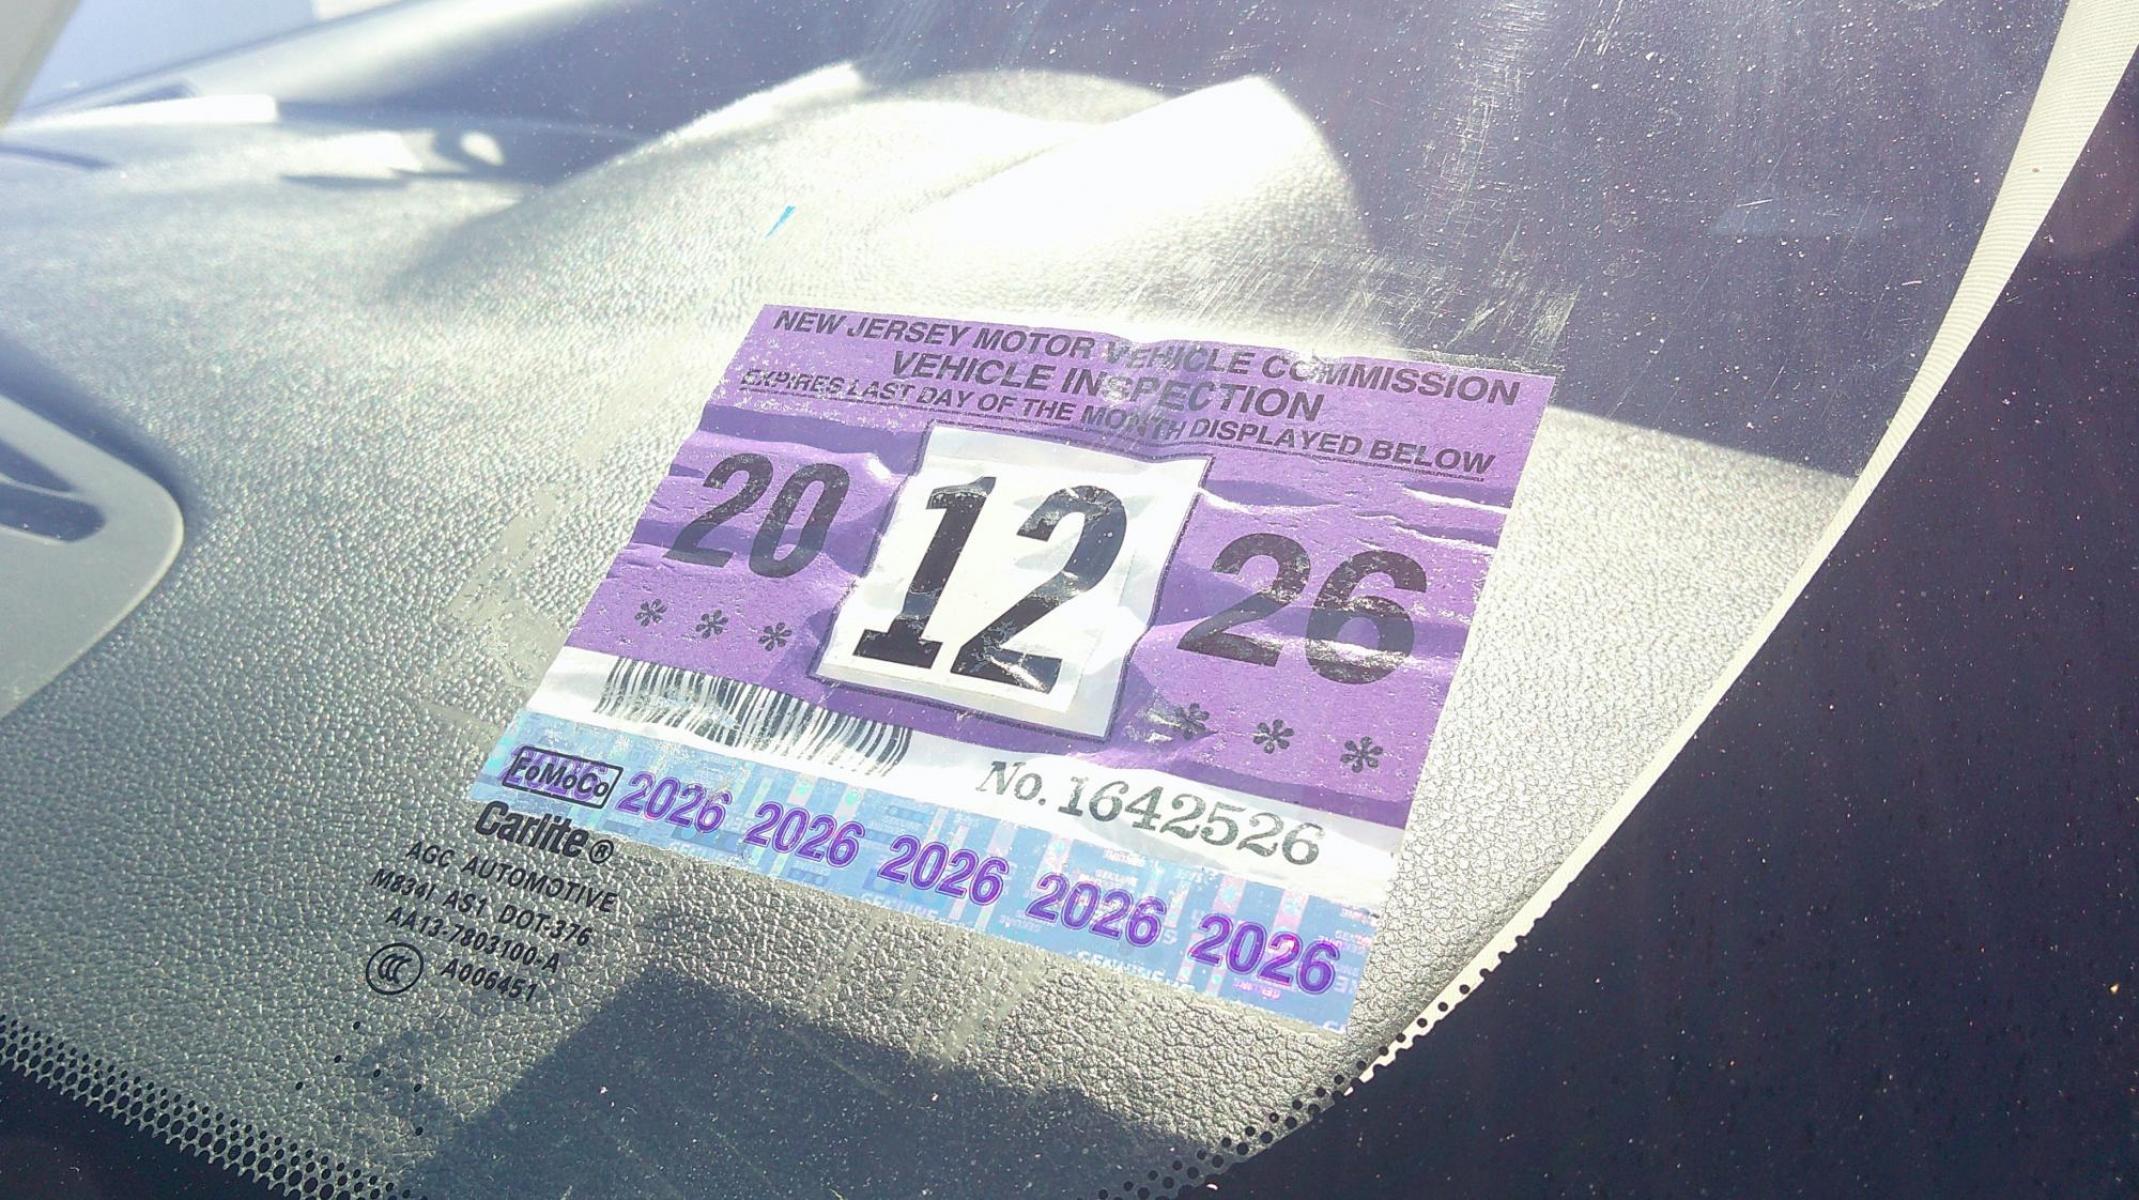 NEW JERSEY MOTOR VEHICLE COMMISSION
VEHICLE INSPECTION
EXPIRES LAST DAY OF THE MONTH DISPLAYED BELOW
20 12 26
* * *
* * *
No. 1642526
FoMoCo 2026 2026 2026 2026 2026
Carlite ®
AGC AUTOMOTIVE
M834I AS1 DOT-376
AA13-7803100-A
CCC A006451